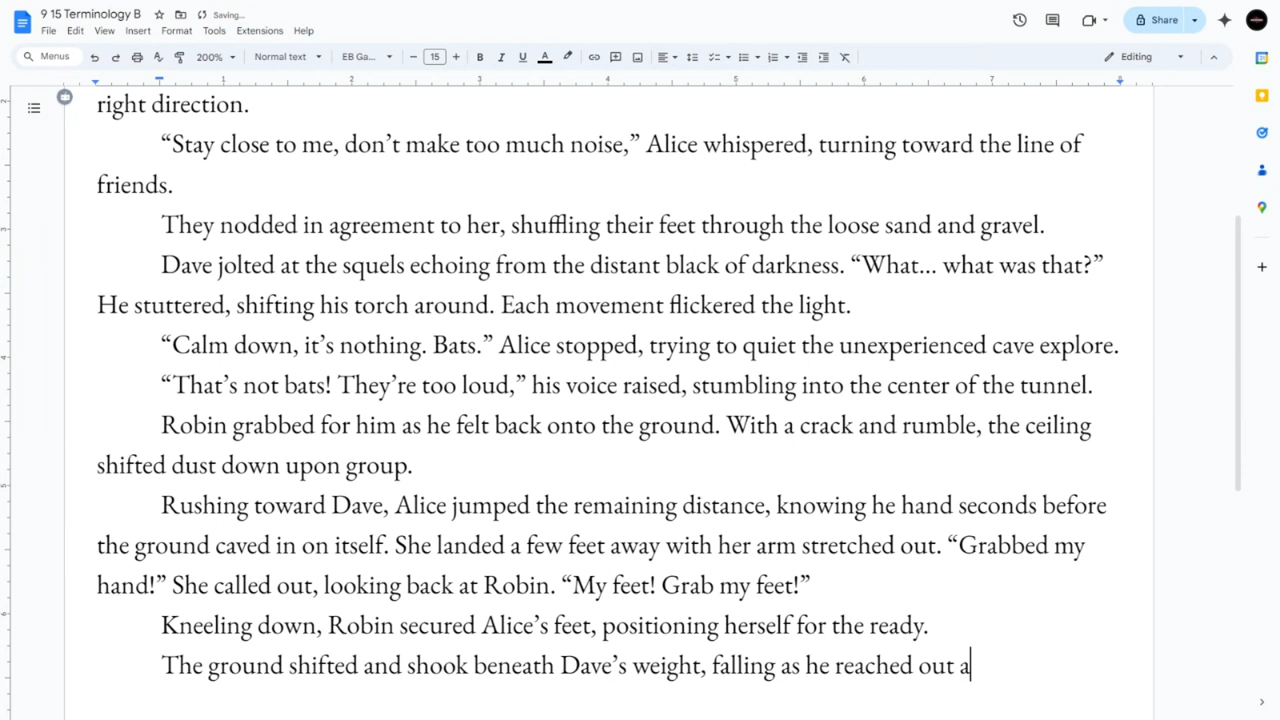 9 15 Terminology B
Saving...
File Edit View Insert Format Tools Extensions Help
Share
Menus
200%
Normal text
EB Ga...
15
B I U A
Editing
1 2 3 4 5 6 7 8
right direction.
“Stay close to me, don’t make too much noise,” Alice whispered, turning toward the line of
friends.
They nodded in agreement to her, shuffling their feet through the loose sand and gravel.
Dave jolted at the squels echoing from the distant black of darkness. “What... what was that?”
He stuttered, shifting his torch around. Each movement flickered the light.
“Calm down, it’s nothing. Bats.” Alice stopped, trying to quiet the unexperienced cave explore.
“That’s not bats! They’re too loud,” his voice raised, stumbling into the center of the tunnel.
Robin grabbed for him as he felt back onto the ground. With a crack and rumble, the ceiling
shifted dust down upon group.
Rushing toward Dave, Alice jumped the remaining distance, knowing he hand seconds before
the ground caved in on itself. She landed a few feet away with her arm stretched out. “Grabbed my
hand!” She called out, looking back at Robin. “My feet! Grab my feet!”
Kneeling down, Robin secured Alice’s feet, positioning herself for the ready.
The ground shifted and shook beneath Dave’s weight, falling as he reached out a